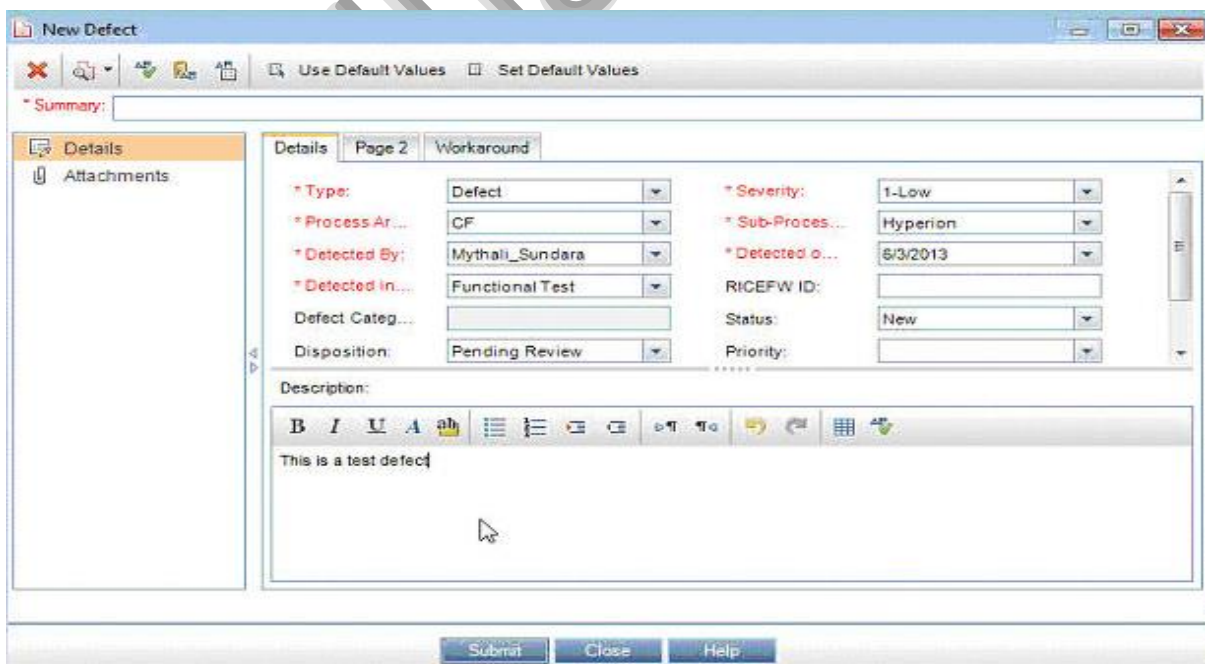 New Defect
Use Default Values Set Default Values
* Summary:
Details
Attachments
Details Page 2 Workaround
* Type: Defect * Severity: 1-Low
* Process Ar... CF * Sub-Proces... Hyperion
* Detected By: Mythali_Sundara * Detected o... 6/3/2013
* Detected in... Functional Test RICEFW ID:
Defect Categ... Status: New
Disposition: Pending Review Priority:
Description:
B I U A ab
This is a test defect
Submit Close Help